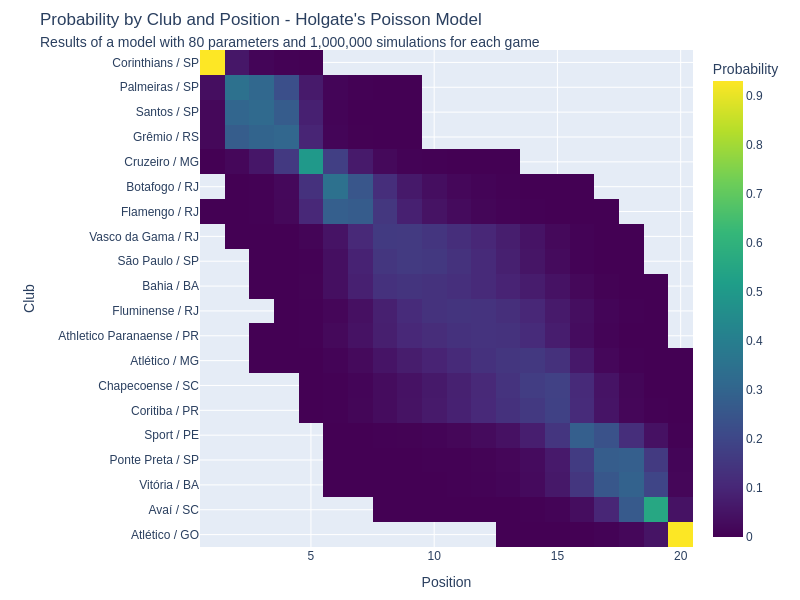 Probability by Club and Position - Holgate's Poisson Model
Results of a model with 80 parameters and 1,000,000 simulations for each game
Probability
Corinthians / SP
Palmeiras / SP
Santos / SP
Grêmio / RS
Cruzeiro / MG
Botafogo / RJ
Flamengo / RJ
Vasco da Gama / RJ
São Paulo / SP
Bahia / BA
Fluminense / RJ
Athletico Paranaense / PR
Atlético / MG
Chapecoense / SC
Coritiba / PR
Sport / PE
Ponte Preta / SP
Vitória / BA
Avaí / SC
Atlético / GO
Club
5
10
15
20
Position
0.9
0.8
0.7
0.6
0.5
0.4
0.3
0.2
0.1
0